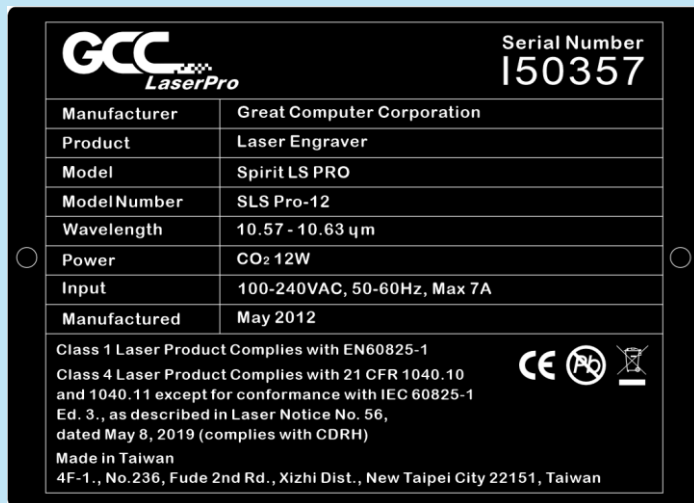 GCC
LaserPro
Serial Number
I50357
Manufacturer Great Computer Corporation
Product Laser Engraver
Model Spirit LS PRO
Model Number SLS Pro-12
Wavelength 10.57 - 10.63 ɥm
Power CO₂ 12W
Input 100-240VAC, 50-60Hz, Max 7A
Manufactured May 2012
Class 1 Laser Product Complies with EN60825-1
Class 4 Laser Product Complies with 21 CFR 1040.10
and 1040.11 except for conformance with IEC 60825-1
Ed. 3., as described in Laser Notice No. 56,
dated May 8, 2019 (complies with CDRH)
CE Pb
Made in Taiwan
4F-1., No.236, Fude 2nd Rd., Xizhi Dist., New Taipei City 22151, Taiwan